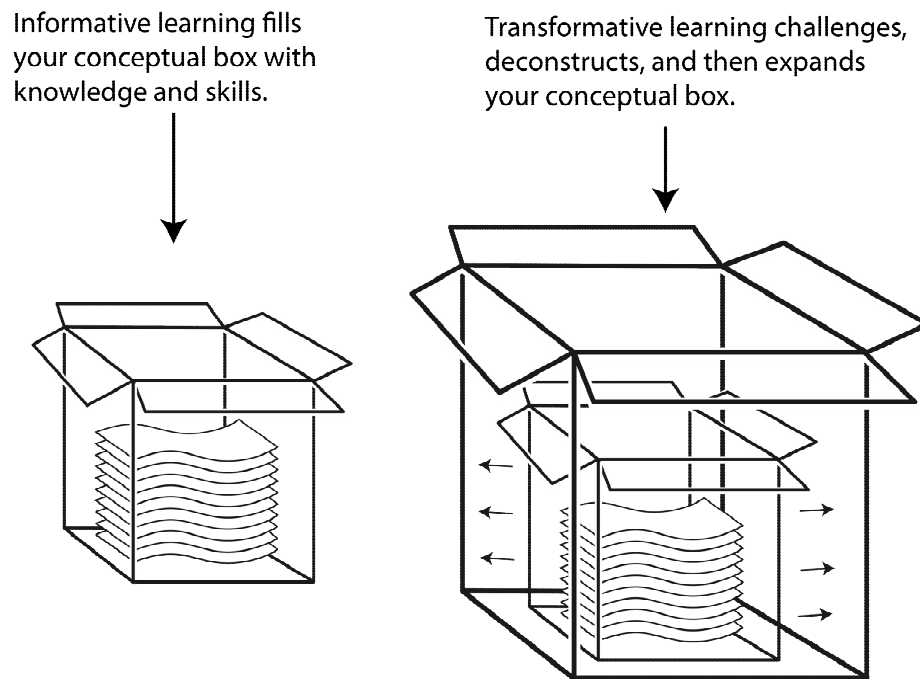 Informative learning fills
your conceptual box with
knowledge and skills.
Transformative learning challenges,
deconstructs, and then expands
your conceptual box.